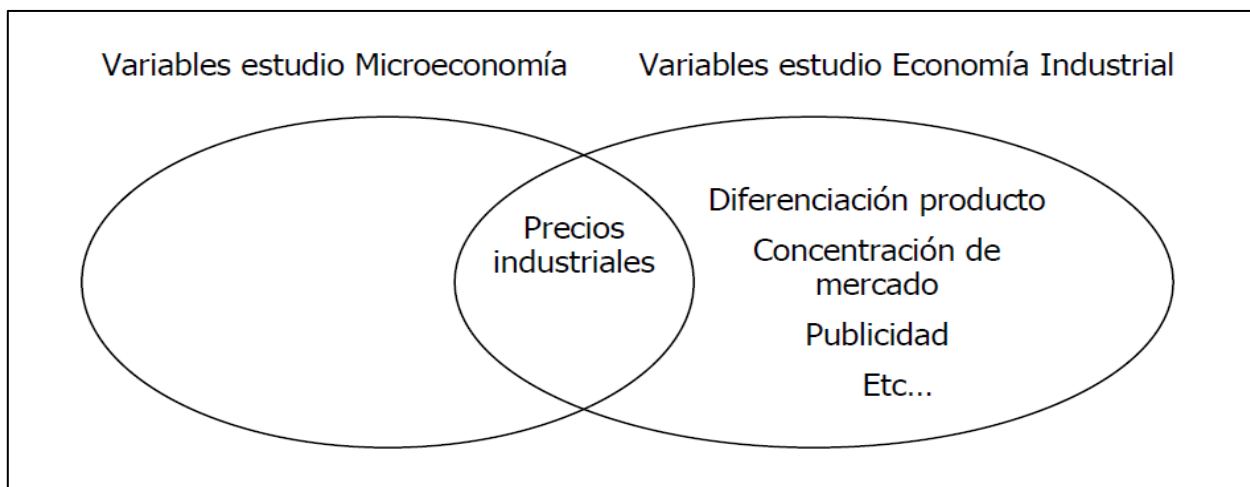 Variables estudio Microeconomía
Variables estudio Economía Industrial
Precios
industriales
Diferenciación producto
Concentración de
mercado
Publicidad
Etc...